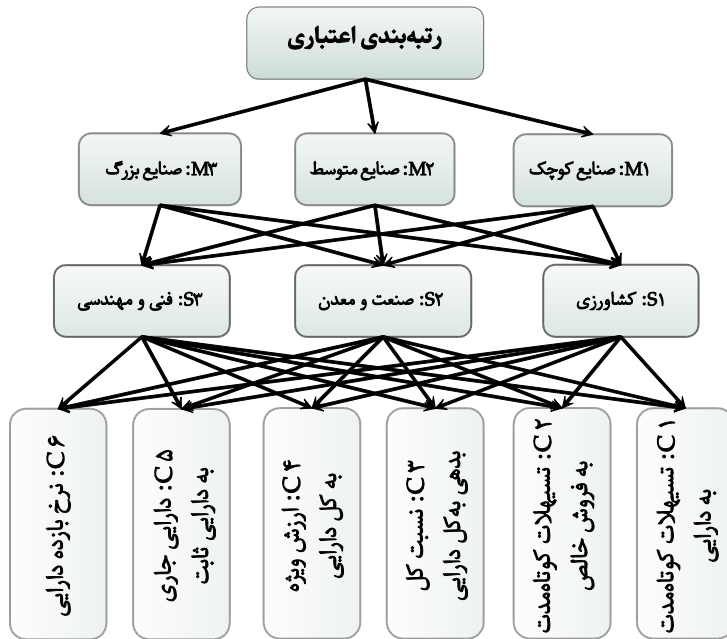 رتبه‌بندی اعتباری
M۱: صنایع کوچک
M۲: صنایع متوسط
M۳: صنایع بزرگ
S۱: کشاورزی
S۲: صنعت و معدن
S۳: فنی و مهندسی
C۱: تسیهلات کوتاه‌مدت
به دارایی
C۲: تسیهلات کوتاه‌مدت
به فروش خالص
C۳: نسبت کل
بدهی به‌کل دارایی
C۴: ارزش ویژه
به کل دارایی
C۵: دارایی جاری
به دارایی ثابت
C۶: نرخ بازده دارایی